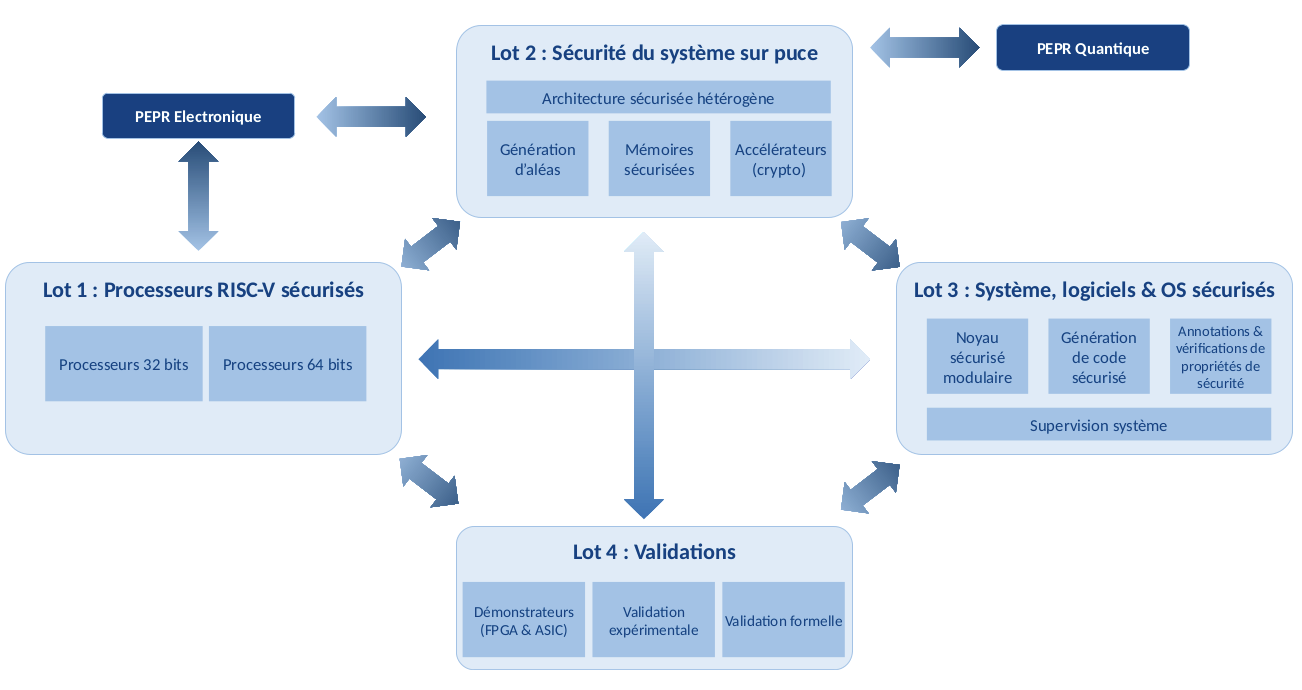 Lot 2 : Sécurité du système sur puce
PEPR Quantique
Architecture sécurisée hétérogène
PEPR Electronique
Génération
d’aléas
Mémoires
sécurisées
Accélérateurs
(crypto)
Lot 1 : Processeurs RISC-V sécurisés
Processeurs 32 bits
Processeurs 64 bits
Lot 3 : Système, logiciels & OS sécurisés
Noyau
sécurisé
modulaire
Génération
de code
sécurisé
Annotations &
vérifications de
propriétés de
sécurité
Supervision système
Lot 4 : Validations
Démonstrateurs
(FPGA & ASIC)
Validation
expérimentale
Validation formelle